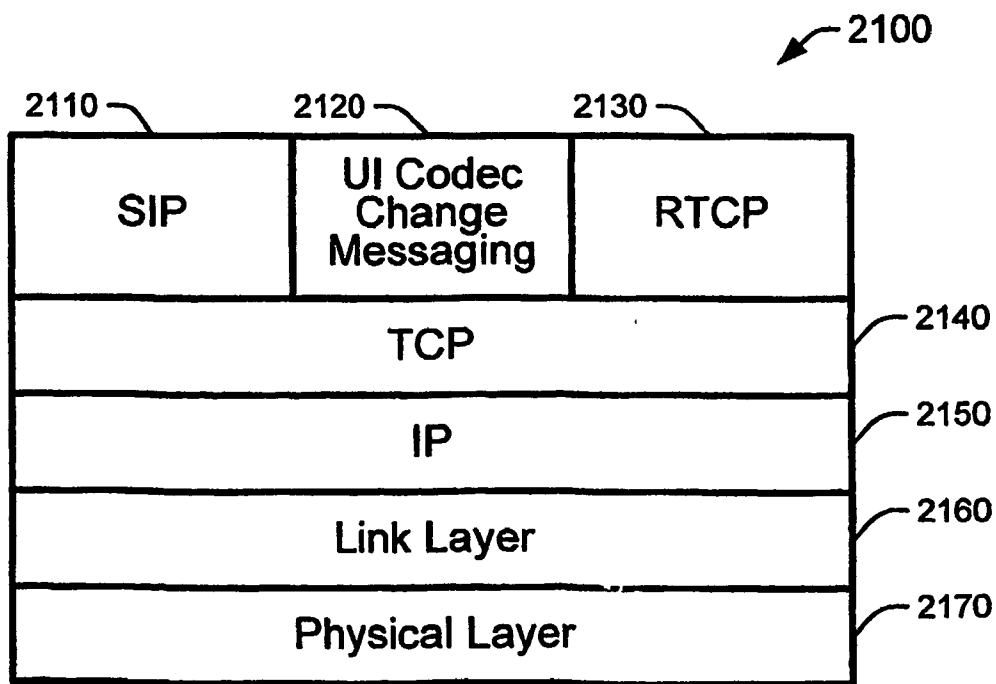 2100
2110
2120
2130
SIP
UI Codec
Change
Messaging
RTCP
TCP
2140
IP
2150
Link Layer
2160
Physical Layer
2170